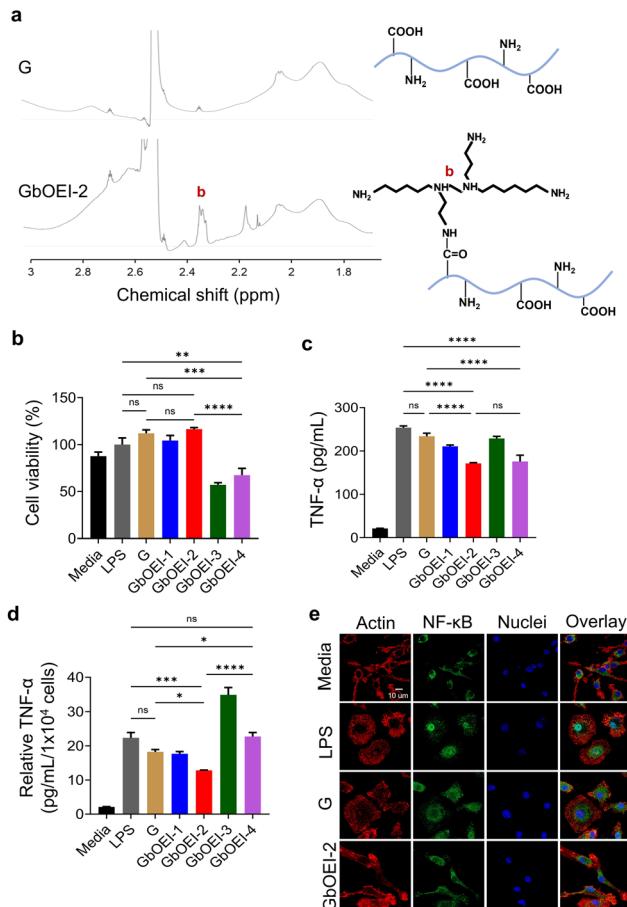 a
G
GbOEI-2
b
3 2.8 2.6 2.4 2.2 2 1.8
Chemical shift (ppm)
COOH
NH2
NH2
COOH
COOH
NH2
b
NH2
NH
NH
NH2
NH
C=O
NH2
NH2
COOH
COOH
b
**
***
ns
ns
ns
****
Cell viability (%)
150
100
50
0
Media
LPS
G
GbOEI-1
GbOEI-2
GbOEI-3
GbOEI-4
c
****
****
****
ns
****
ns
TNF-α (pg/mL)
300
200
100
0
Media
LPS
G
GbOEI-1
GbOEI-2
GbOEI-3
GbOEI-4
d
ns
*
***
****
ns
*
Relative TNF-α
(pg/mL/1x10⁴ cells)
40
30
20
10
0
Media
LPS
G
GbOEI-1
GbOEI-2
GbOEI-3
GbOEI-4
e
Actin NF-κB Nuclei Overlay
Media
10 um
LPS
G
GbOEI-2